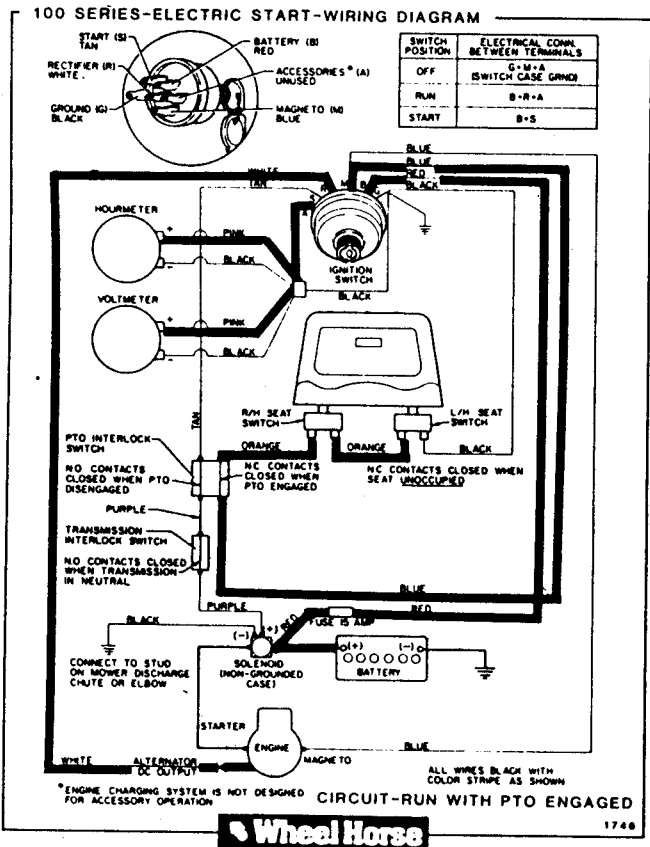 100 SERIES-ELECTRIC START-WIRING DIAGRAM
START (S)
TAN
BATTERY (B)
RED
RECTIFIER (R)
WHITE.
ACCESSORIES * (A)
UNUSED
GROUND (G)
BLACK
MAGNETO (M)
BLUE
SWITCH
POSITION
ELECTRICAL CONN.
BETWEEN TERMINALS
OFF
G+M+A
(SWITCH CASE GRND)
RUN
B+R+A
START
B+S
BLUE
BLUE
RED
BLACK
WHITE
TAN
R
M
B
G
S
A
HOURMETER
+
PINK
-
BLACK
IGNITION
SWITCH
BLACK
VOLTMETER
+
PINK
-
BLACK
TAN
R/H SEAT
SWITCH
L/H SEAT
SWITCH
ORANGE
ORANGE
BLACK
PTO INTERLOCK
SWITCH
N.O. CONTACTS
CLOSED WHEN PTO
DISENGAGED
N.C. CONTACTS
CLOSED WHEN
PTO ENGAGED
N.C. CONTACTS CLOSED WHEN
SEAT UNOCCUPIED
PURPLE
TRANSMISSION
INTERLOCK SWITCH
N.O. CONTACTS CLOSED
WHEN TRANSMISSION
IN NEUTRAL
BLUE
PURPLE
RED
FUSE 15 AMP
RED
BLACK
(-)
(+)
CONNECT TO STUD
ON MOWER DISCHARGE
CHUTE OR ELBOW
SOLENOID
(NON-GROUNDED
CASE)
(+)
(-)
BATTERY
STARTER
ENGINE
MAGNETO
BLUE
WHITE
ALTERNATOR
DC OUTPUT
ALL WIRES BLACK WITH
COLOR STRIPE AS SHOWN
*ENGINE CHARGING SYSTEM IS NOT DESIGNED
FOR ACCESSORY OPERATION
CIRCUIT-RUN WITH PTO ENGAGED
Wheel Horse
1746